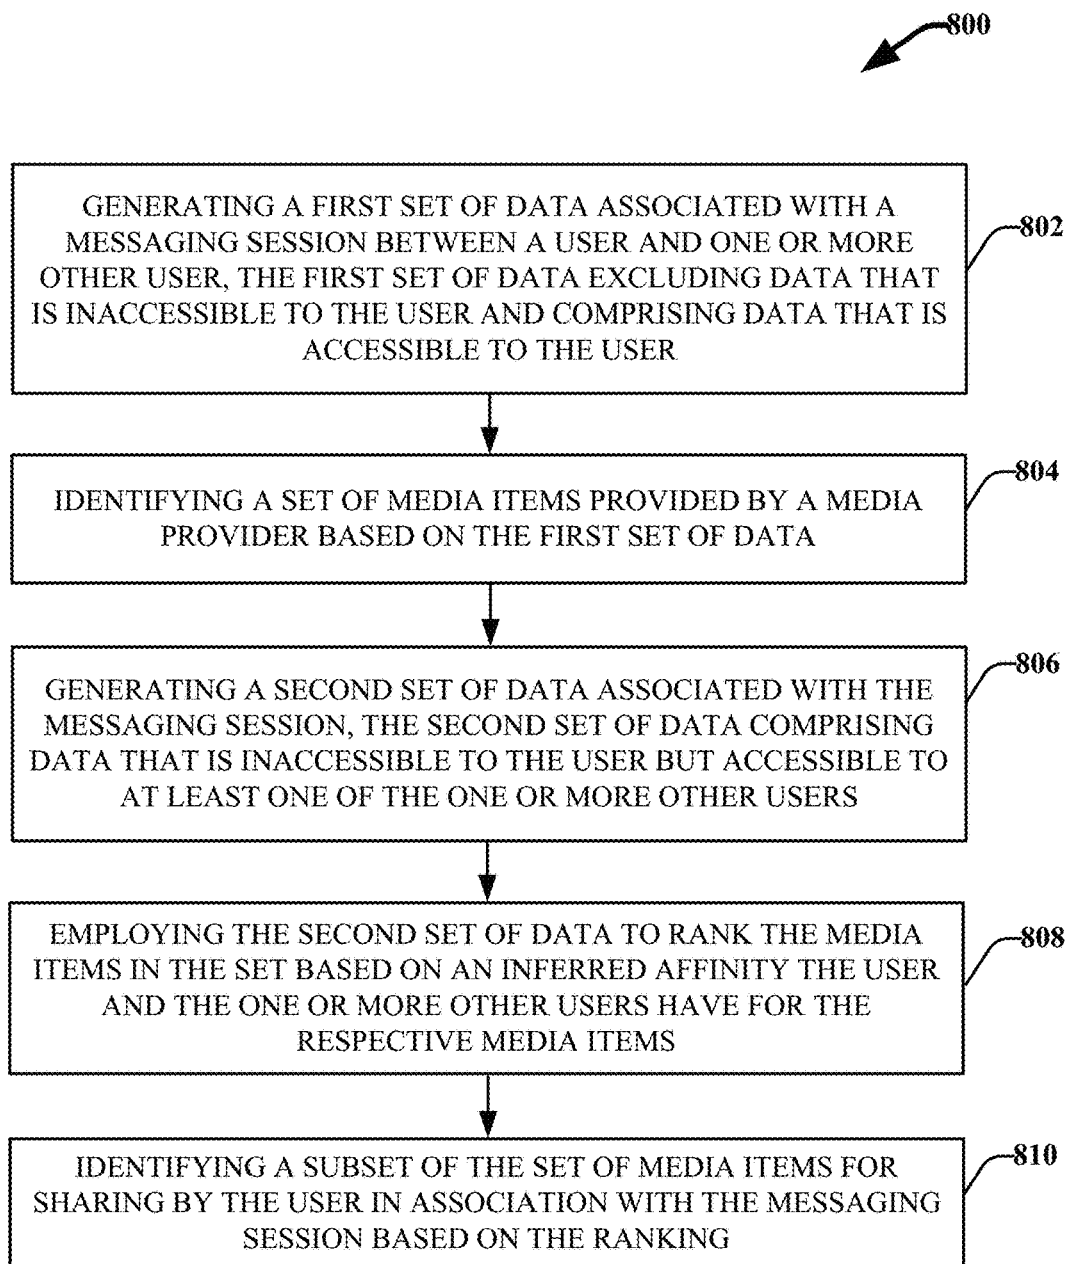 800
GENERATING A FIRST SET OF DATA ASSOCIATED WITH A
MESSAGING SESSION BETWEEN A USER AND ONE OR MORE
OTHER USER, THE FIRST SET OF DATA EXCLUDING DATA THAT
IS INACCESSIBLE TO THE USER AND COMPRISING DATA THAT IS
ACCESSIBLE TO THE USER
802
IDENTIFYING A SET OF MEDIA ITEMS PROVIDED BY A MEDIA
PROVIDER BASED ON THE FIRST SET OF DATA
804
GENERATING A SECOND SET OF DATA ASSOCIATED WITH THE
MESSAGING SESSION, THE SECOND SET OF DATA COMPRISING
DATA THAT IS INACCESSIBLE TO THE USER BUT ACCESSIBLE TO
AT LEAST ONE OF THE ONE OR MORE OTHER USERS
806
EMPLOYING THE SECOND SET OF DATA TO RANK THE MEDIA
ITEMS IN THE SET BASED ON AN INFERRED AFFINITY THE USER
AND THE ONE OR MORE OTHER USERS HAVE FOR THE
RESPECTIVE MEDIA ITEMS
808
IDENTIFYING A SUBSET OF THE SET OF MEDIA ITEMS FOR
SHARING BY THE USER IN ASSOCIATION WITH THE MESSAGING
SESSION BASED ON THE RANKING
810